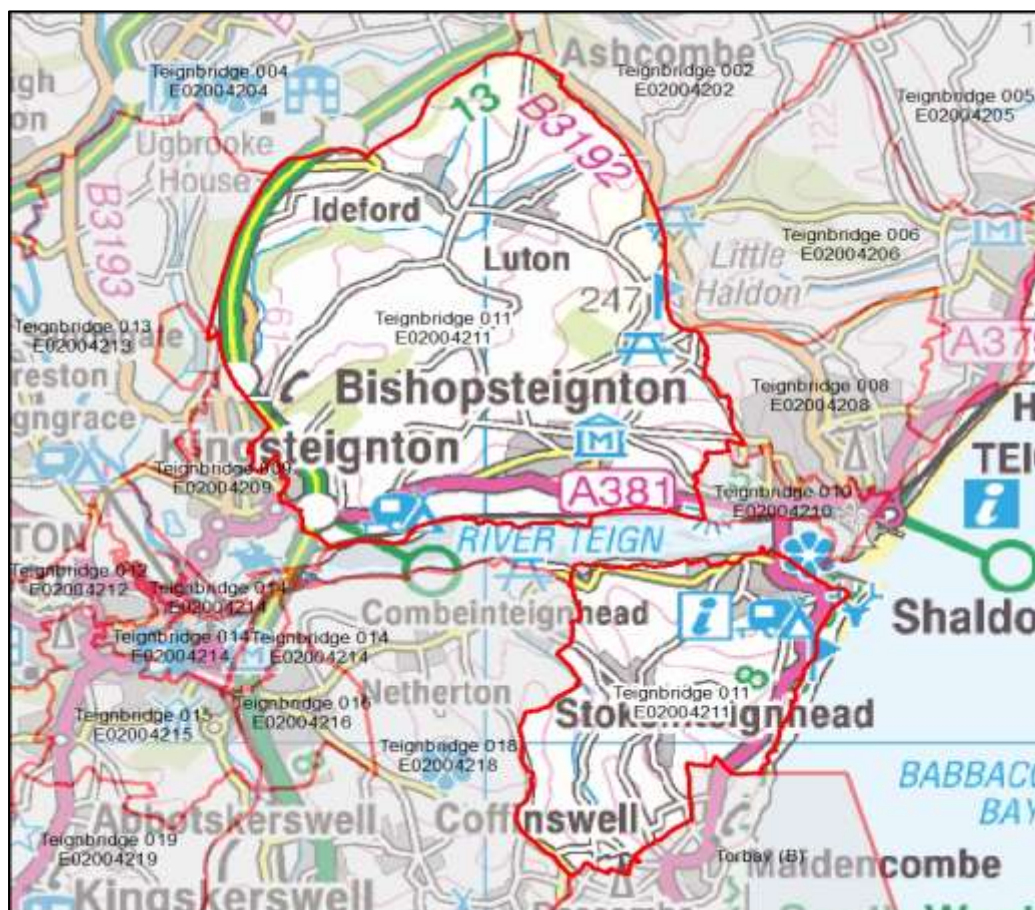 Ashcombe
Teignbridge 004
E02004204
Teignbridge 002
E02004202
Teignbridge 005
E02004205
13
B3192
Ugbrooke
House
B3193
Ideford
Luton
Little
Haldon
Teignbridge 006
E02004206
247
122
61
Teignbridge 011
E02004211
Teignbridge 013
E02004213
Bishopsteignton
Teignbridge 008
E02004208
Kingsteignton
Teignbridge 009
E02004209
M
A381
Teignbridge 010
E02004210
i
RIVER TEIGN
Teignbridge 012
E02004212
Teignbridge 014
E02004214
Combeinteignhead
i
Shaldo
Teignbridge 014
E02004214
Teignbridge 014
E02004214
Netherton
Teignbridge 011
E02004211
8
Stokeinteignhead
Teignbridge 015
E02004215
Teignbridge 016
E02004216
Teignbridge 018
E02004218
BABBAC
BAY
Abbotskerswell
Coffinswell
Teignbridge 019
E02004219
Torbay (B)
Maidencombe
Kingskerswell